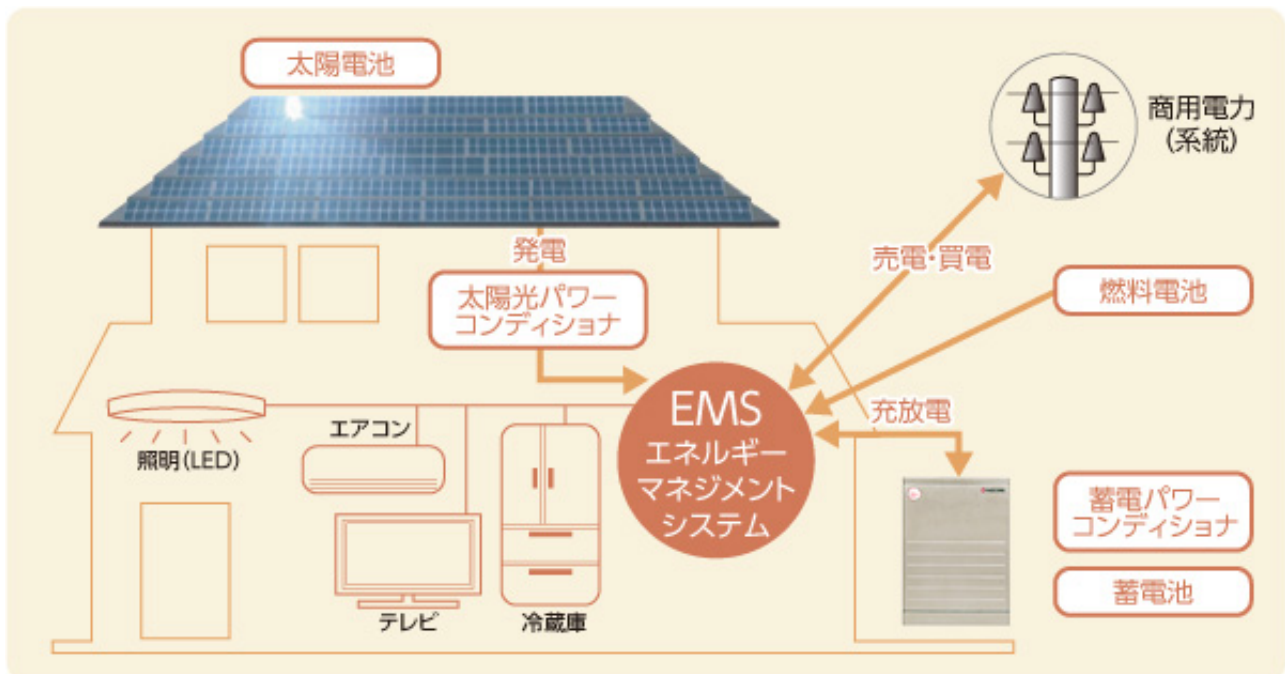 太陽電池
商用電力
(系統)
発電
売電・買電
太陽光パワー
コンディショナ
燃料電池
EMS
エネルギー
マネジメント
システム
充放電
エアコン
照明(LED)
蓄電パワー
コンディショナ
蓄電池
テレビ
冷蔵庫